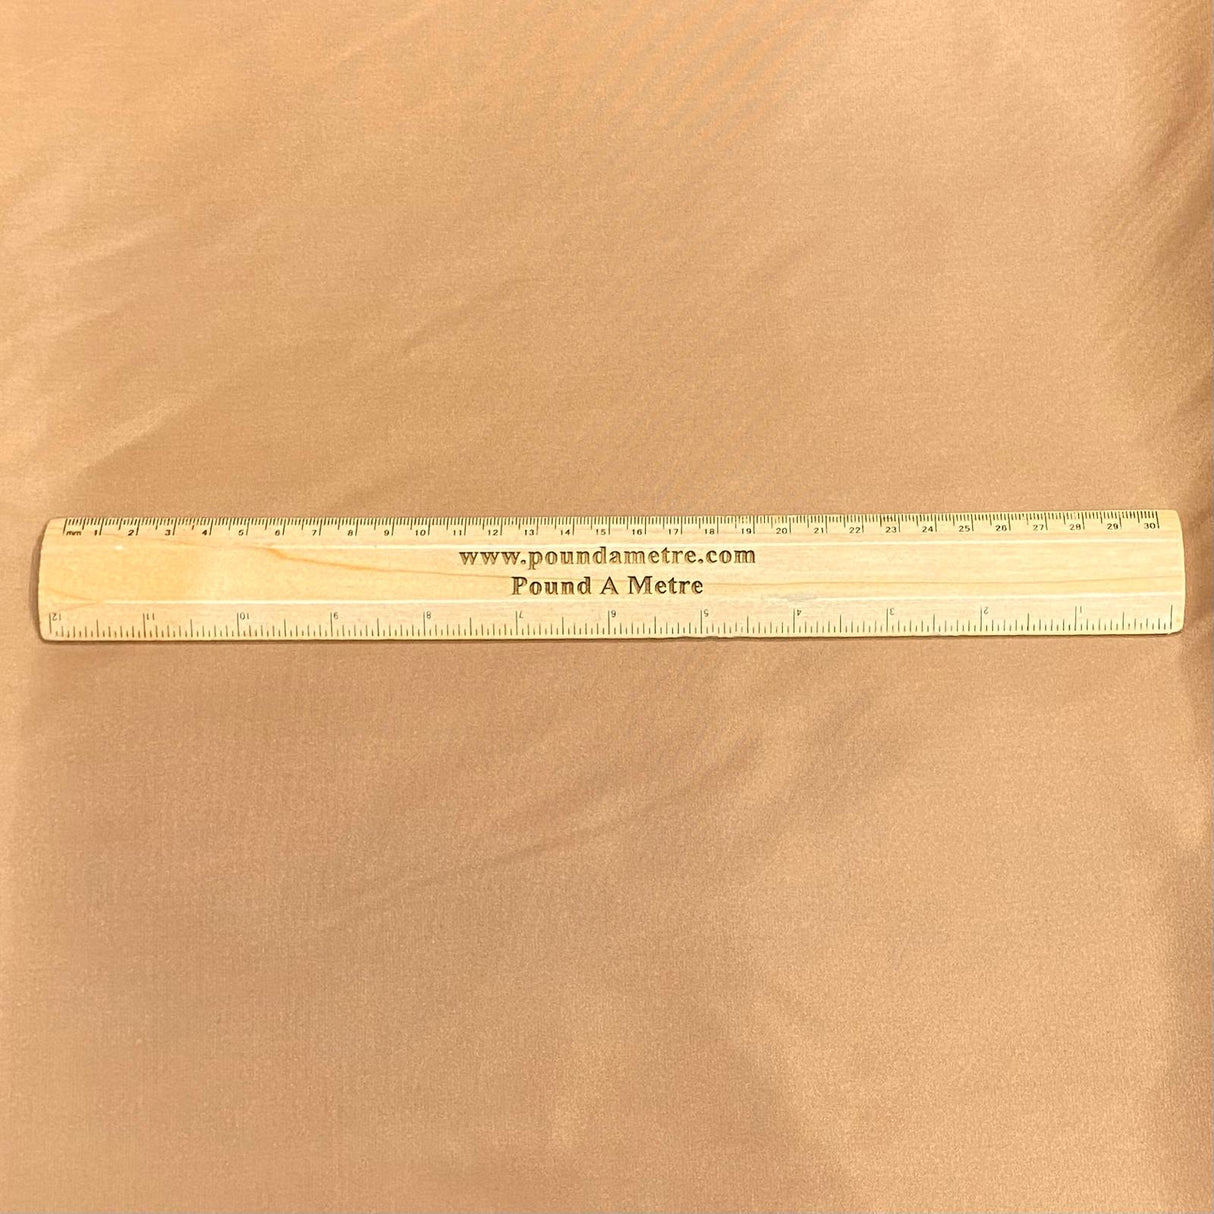 mm 1 2 3 4 5 6 7 8 9 10 11 12 13 14 15 16 17 18 19 20 21 22 23 24 25 26 27 28 29 30
www.poundametre.com
Pound A Metre
12 11 10 9 8 7 6 5 4 3 2 1